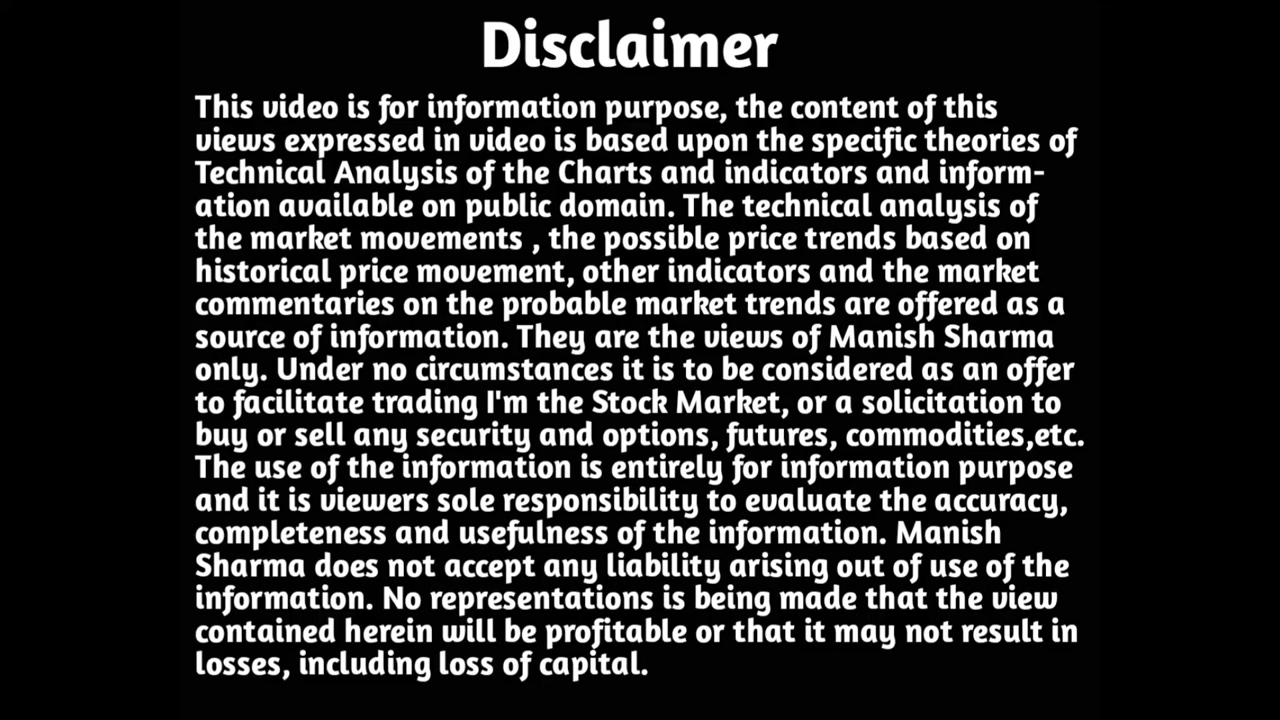 Disclaimer
This video is for information purpose, the content of this
views expressed in video is based upon the specific theories of
Technical Analysis of the Charts and indicators and inform-
ation available on public domain. The technical analysis of
the market movements , the possible price trends based on
historical price movement, other indicators and the market
commentaries on the probable market trends are offered as a
source of information. They are the views of Manish Sharma
only. Under no circumstances it is to be considered as an offer
to facilitate trading I'm the Stock Market, or a solicitation to
buy or sell any security and options, futures, commodities,etc.
The use of the information is entirely for information purpose
and it is viewers sole responsibility to evaluate the accuracy,
completeness and usefulness of the information. Manish
Sharma does not accept any liability arising out of use of the
information. No representations is being made that the view
contained herein will be profitable or that it may not result in
losses, including loss of capital.